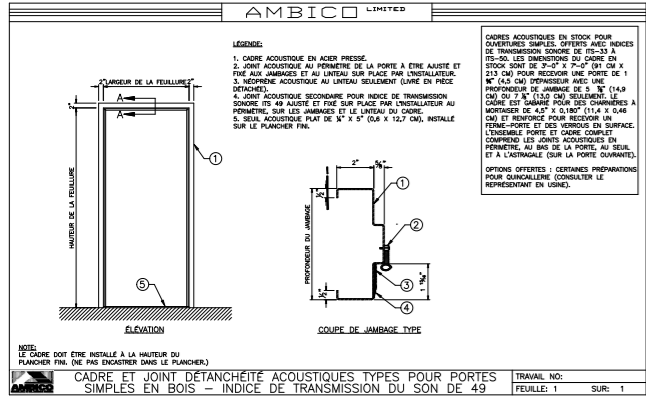 AMBICO LIMITED
LÉGENDE:
1. CADRE ACOUSTIQUE EN ACIER PRESSÉ.
2. JOINT ACOUSTIQUE AU PÉRIMÈTRE DE LA PORTE À ÊTRE AJUSTÉ ET
FIXÉ AUX JAMBAGES ET AU LINTEAU SUR PLACE PAR L'INSTALLATEUR.
3. NÉOPRÈNE ACOUSTIQUE AU LINTEAU SEULEMENT (LIVRÉ EN PIÈCE
DÉTACHÉE).
4. JOINT ACOUSTIQUE SECONDAIRE POUR INDICE DE TRANSMISSION
SONORE ITS 49 AJUSTÉ ET FIXÉ SUR PLACE PAR L'INSTALLATEUR AU
PÉRIMÈTRE, SUR LES JAMBAGES ET LE LINTEAU DU CADRE.
5. SEUIL ACOUSTIQUE PLAT DE ¼" X 5" (0,6 X 12,7 CM), INSTALLÉ
SUR LE PLANCHER FINI.
CADRES ACOUSTIQUES EN STOCK POUR
OUVERTURES SIMPLES. OFFERTS AVEC INDICES
DE TRANSMISSION SONORE DE ITS-33 À
ITS-50. LES DIMENSTIONS DU CADRE EN
STOCK SONT DE 3'-0" X 7'-0" (91 CM X
213 CM) POUR RECEVOIR UNE PORTE DE 1
¾" (4,5 CM) D'ÉPAISSEUR AVEC UNE
PROFONDEUR DE JAMBAGE DE 5 ⅞" (14,9
CM) OU 7 ⅞" (13,0 CM) SEULEMENT. LE
CADRE EST GABARIÉ POUR DES CHARNIÈRES À
MORTAISER DE 4,5" X 0,180" (11,4 X 0,46
CM) ET RENFORCÉ POUR RECEVOIR UN
FERME-PORTE ET DES VERROUS EN SURFACE.
L'ENSEMBLE PORTE ET CADRE COMPLET
COMPREND LES JOINTS ACOUSTIQUES EN
PÉRIMÈTRE, AU BAS DE LA PORTE, AU SEUIL
ET À L'ASTRAGALE (SUR LA PORTE OUVRANTE).
OPTIONS OFFERTES : CERTAINES PRÉPARATIONS
POUR QUINCAILLERIE (CONSULTER LE
REPRÉSENTANT EN USINE).
2" LARGEUR DE LA FEUILLURE 2"
A
A
2"
HAUTEUR DE LA FEUILLURE
1
5
ÉLÉVATION
2" ⅝"
½"
PROFONDEUR DU JAMBAGE
½"
1
2
3
4
COUPE DE JAMBAGE TYPE
NOTE:
LE CADRE DOIT ÊTRE INSTALLÉ À LA HAUTEUR DU
PLANCHER FINI. (NE PAS ENCASTRER DANS LE PLANCHER.)
AMBICO
CADRE ET JOINT DÉTANCHÉITÉ ACOUSTIQUES TYPES POUR PORTES
SIMPLES EN BOIS – INDICE DE TRANSMISSION DU SON DE 49
TRAVAIL NO:
FEUILLE: 1 SUR: 1